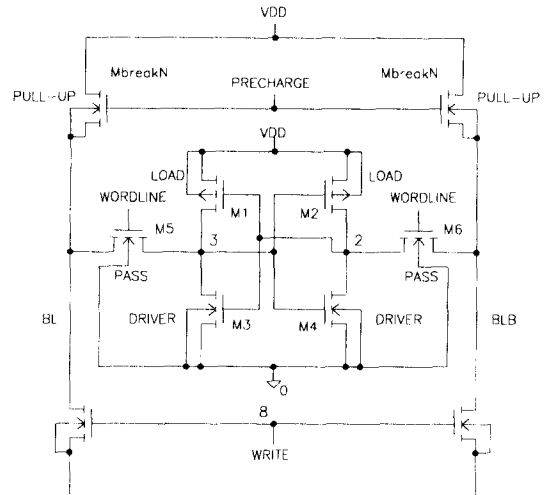 VDD
MbreakN
MbreakN
PRECHARGE
PULL-UP
PULL-UP
VDD
LOAD
LOAD
M1
M2
WORDLINE
WORDLINE
M5
M6
3
2
PASS
PASS
BL
DRIVER
M3
M4
DRIVER
BLB
0
8
WRITE